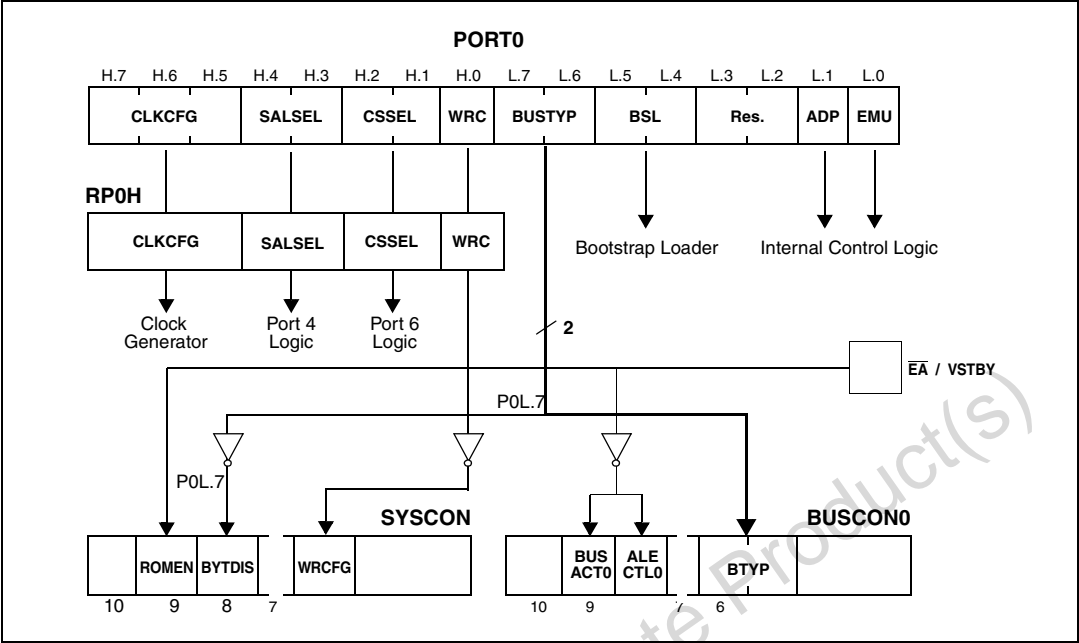 PORT0
H.7 H.6 H.5 H.4 H.3 H.2 H.1 H.0 L.7 L.6 L.5 L.4 L.3 L.2 L.1 L.0
CLKCFG SALSEL CSSEL WRC BUSTYP BSL Res. ADP EMU
RP0H
CLKCFG SALSEL CSSEL WRC
Bootstrap Loader Internal Control Logic
Clock
Generator
Port 4
Logic
Port 6
Logic
2
EA / VSTBY
P0L.7
P0L.7
SYSCON BUSCON0
ROMEN BYTDIS WRCFG
BUS
ACT0
ALE
CTL0
BTYP
10 9 8 7 10 9 7 6
te Product(s)